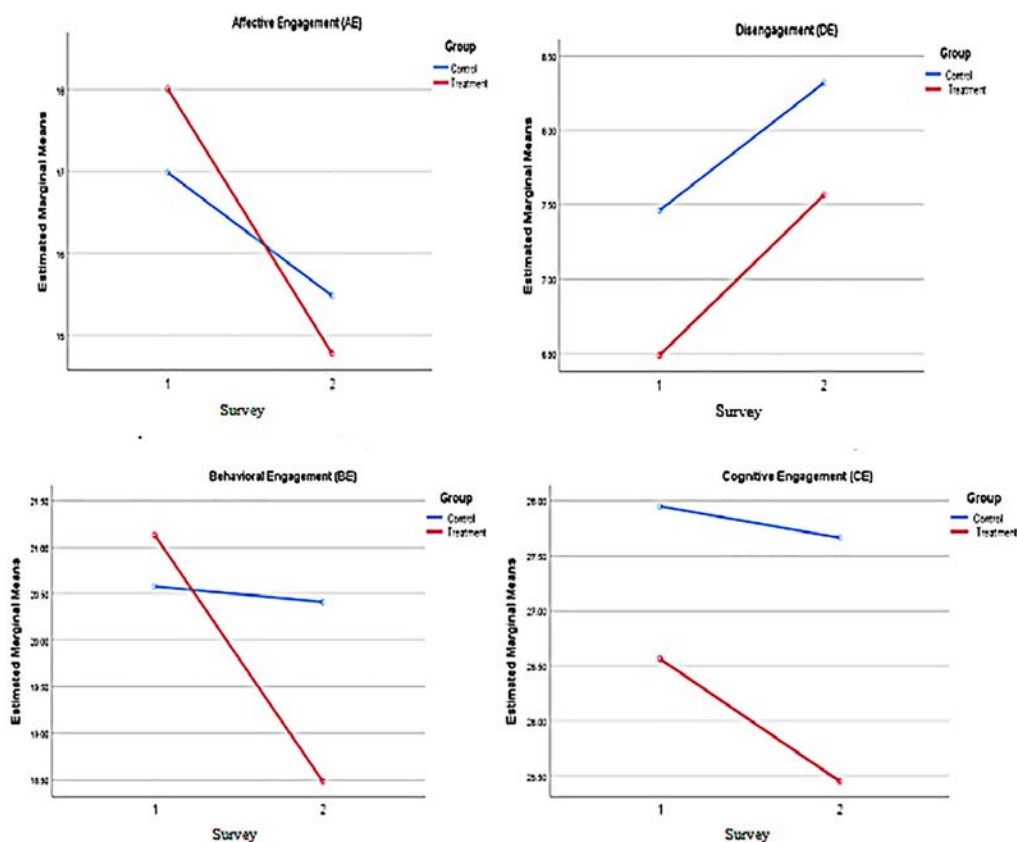 Affective Engagement (AE)
Group
Control
Treatment
Estimated Marginal Means
18
17
16
15
1 2
Survey
Disengagement (DE)
Group
Control
Treatment
Estimated Marginal Means
8.50
8.00
7.50
7.00
6.50
1 2
Survey
Behavioral Engagement (BE)
Group
Control
Treatment
Estimated Marginal Means
21.50
21.00
20.50
20.00
19.50
19.00
18.50
1 2
Survey
Cognitive Engagement (CE)
Group
Control
Treatment
Estimated Marginal Means
28.00
27.50
27.00
26.50
26.00
25.50
1 2
Survey